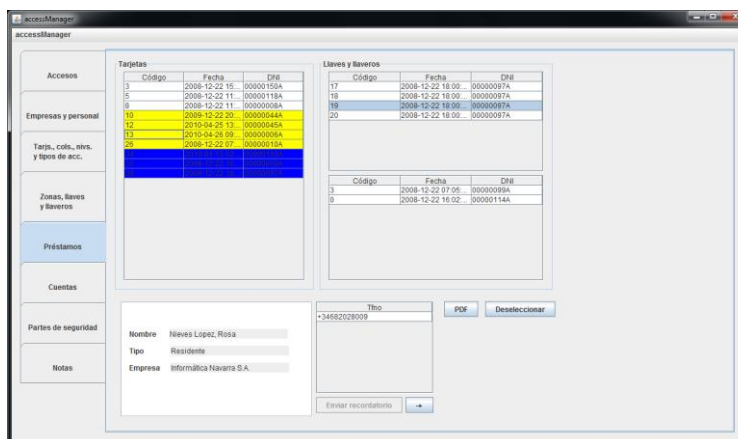 accessManager
accessManager
Accesos
Empresas y personal
Tarjs., cols., nivs.
y tipos de acc.
Zonas, llaves
y llaveros
Préstamos
Cuentas
Partes de seguridad
Notas
Tarjetas
Código Fecha DNI
3 2008-12-22 15:... 00000150A
5 2008-12-22 11:... 00000118A
8 2008-12-22 11:... 00000008A
10 2009-12-22 20:... 00000044A
12 2010-04-25 13:... 00000045A
13 2010-04-26 09:... 00000006A
26 2008-12-22 07:... 00000010A
Llaves y llaveros
Código Fecha DNI
17 2008-12-22 18:00:... 00000097A
18 2008-12-22 18:00:... 00000097A
19 2008-12-22 18:00:... 00000097A
20 2008-12-22 18:00:... 00000097A
Código Fecha DNI
3 2008-12-22 07:05:... 00000099A
0 2008-12-22 16:02:... 00000114A
Nombre Nieves Lopez, Rosa
Tipo Residente
Empresa Informática Navarra S.A.
Tfno
+34682028009
Enviar recordatorio →
PDF Deseleccionar